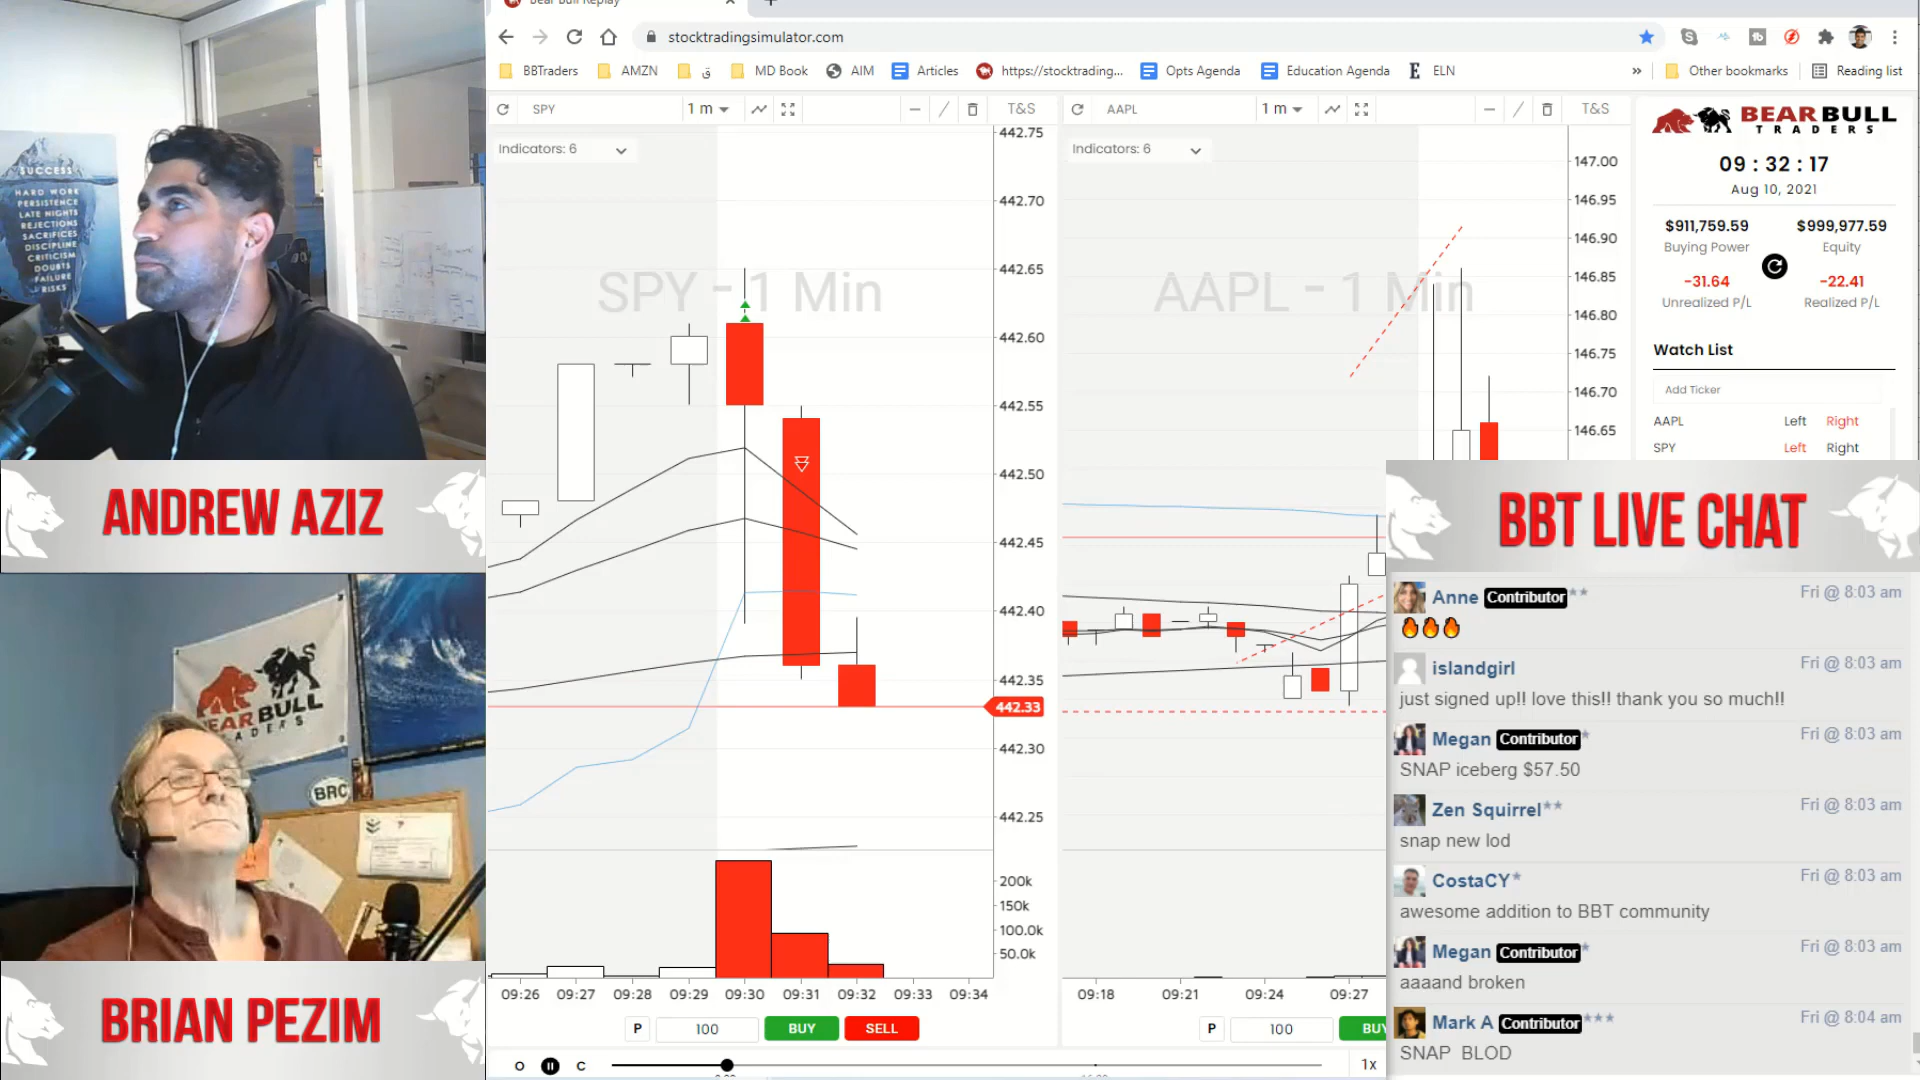 SUCCESS
HARD WORK
PERSISTENCE
LATE NIGHTS
REJECTIONS
SACRIFICES
DISCIPLINE
CRITICISM
DOUBTS
FAILURE
RISKS
ANDREW AZIZ
BEARBULL
TRADERS
BRC
BRIAN PEZIM
Bear Bull Replay
stocktradingsimulator.com
BBTraders
AMZN
ق
MD Book
AIM
Articles
https://stocktrading...
Opts Agenda
Education Agenda
E ELN
»
Other bookmarks
Reading list
SPY
1 m
T&S
Indicators: 6
SPY - 1 Min
442.75
442.70
442.65
442.60
442.55
442.50
442.45
442.40
442.35
442.33
442.30
442.25
200k
150k
100.0k
50.0k
09:26 09:27 09:28 09:29 09:30 09:31 09:32 09:33 09:34
P 100 BUY SELL
O C 1x
AAPL
1 m
T&S
Indicators: 6
AAPL - 1 Min
147.00
146.95
146.90
146.85
146.80
146.75
146.70
146.65
09:18 09:21 09:24 09:27
P 100 BUY
BEARBULL
TRADERS
09 : 32 : 17
Aug 10, 2021
$911,759.59 $999,977.59
Buying Power Equity
-31.64 -22.41
Unrealized P/L Realized P/L
Watch List
Add Ticker
AAPL Left Right
SPY Left Right
BBT LIVE CHAT
Anne Contributor** Fri @ 8:03 am
🔥🔥🔥
islandgirl Fri @ 8:03 am
just signed up!! love this!! thank you so much!!
Megan Contributor* Fri @ 8:03 am
SNAP iceberg $57.50
Zen Squirrel** Fri @ 8:03 am
snap new lod
CostaCY* Fri @ 8:03 am
awesome addition to BBT community
Megan Contributor* Fri @ 8:03 am
aaaand broken
Mark A Contributor*** Fri @ 8:04 am
SNAP BLOD